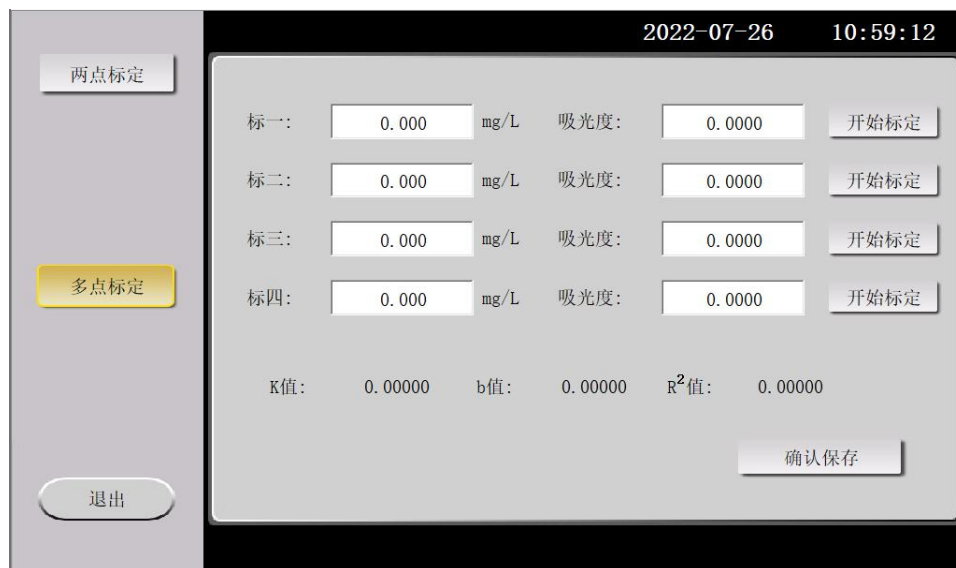 2022-07-26 10:59:12
两点标定
标一: 0.000 mg/L 吸光度: 0.0000 开始标定
标二: 0.000 mg/L 吸光度: 0.0000 开始标定
标三: 0.000 mg/L 吸光度: 0.0000 开始标定
多点标定
标四: 0.000 mg/L 吸光度: 0.0000 开始标定
K值: 0.00000 b值: 0.00000 R²值: 0.00000
确认保存
退出